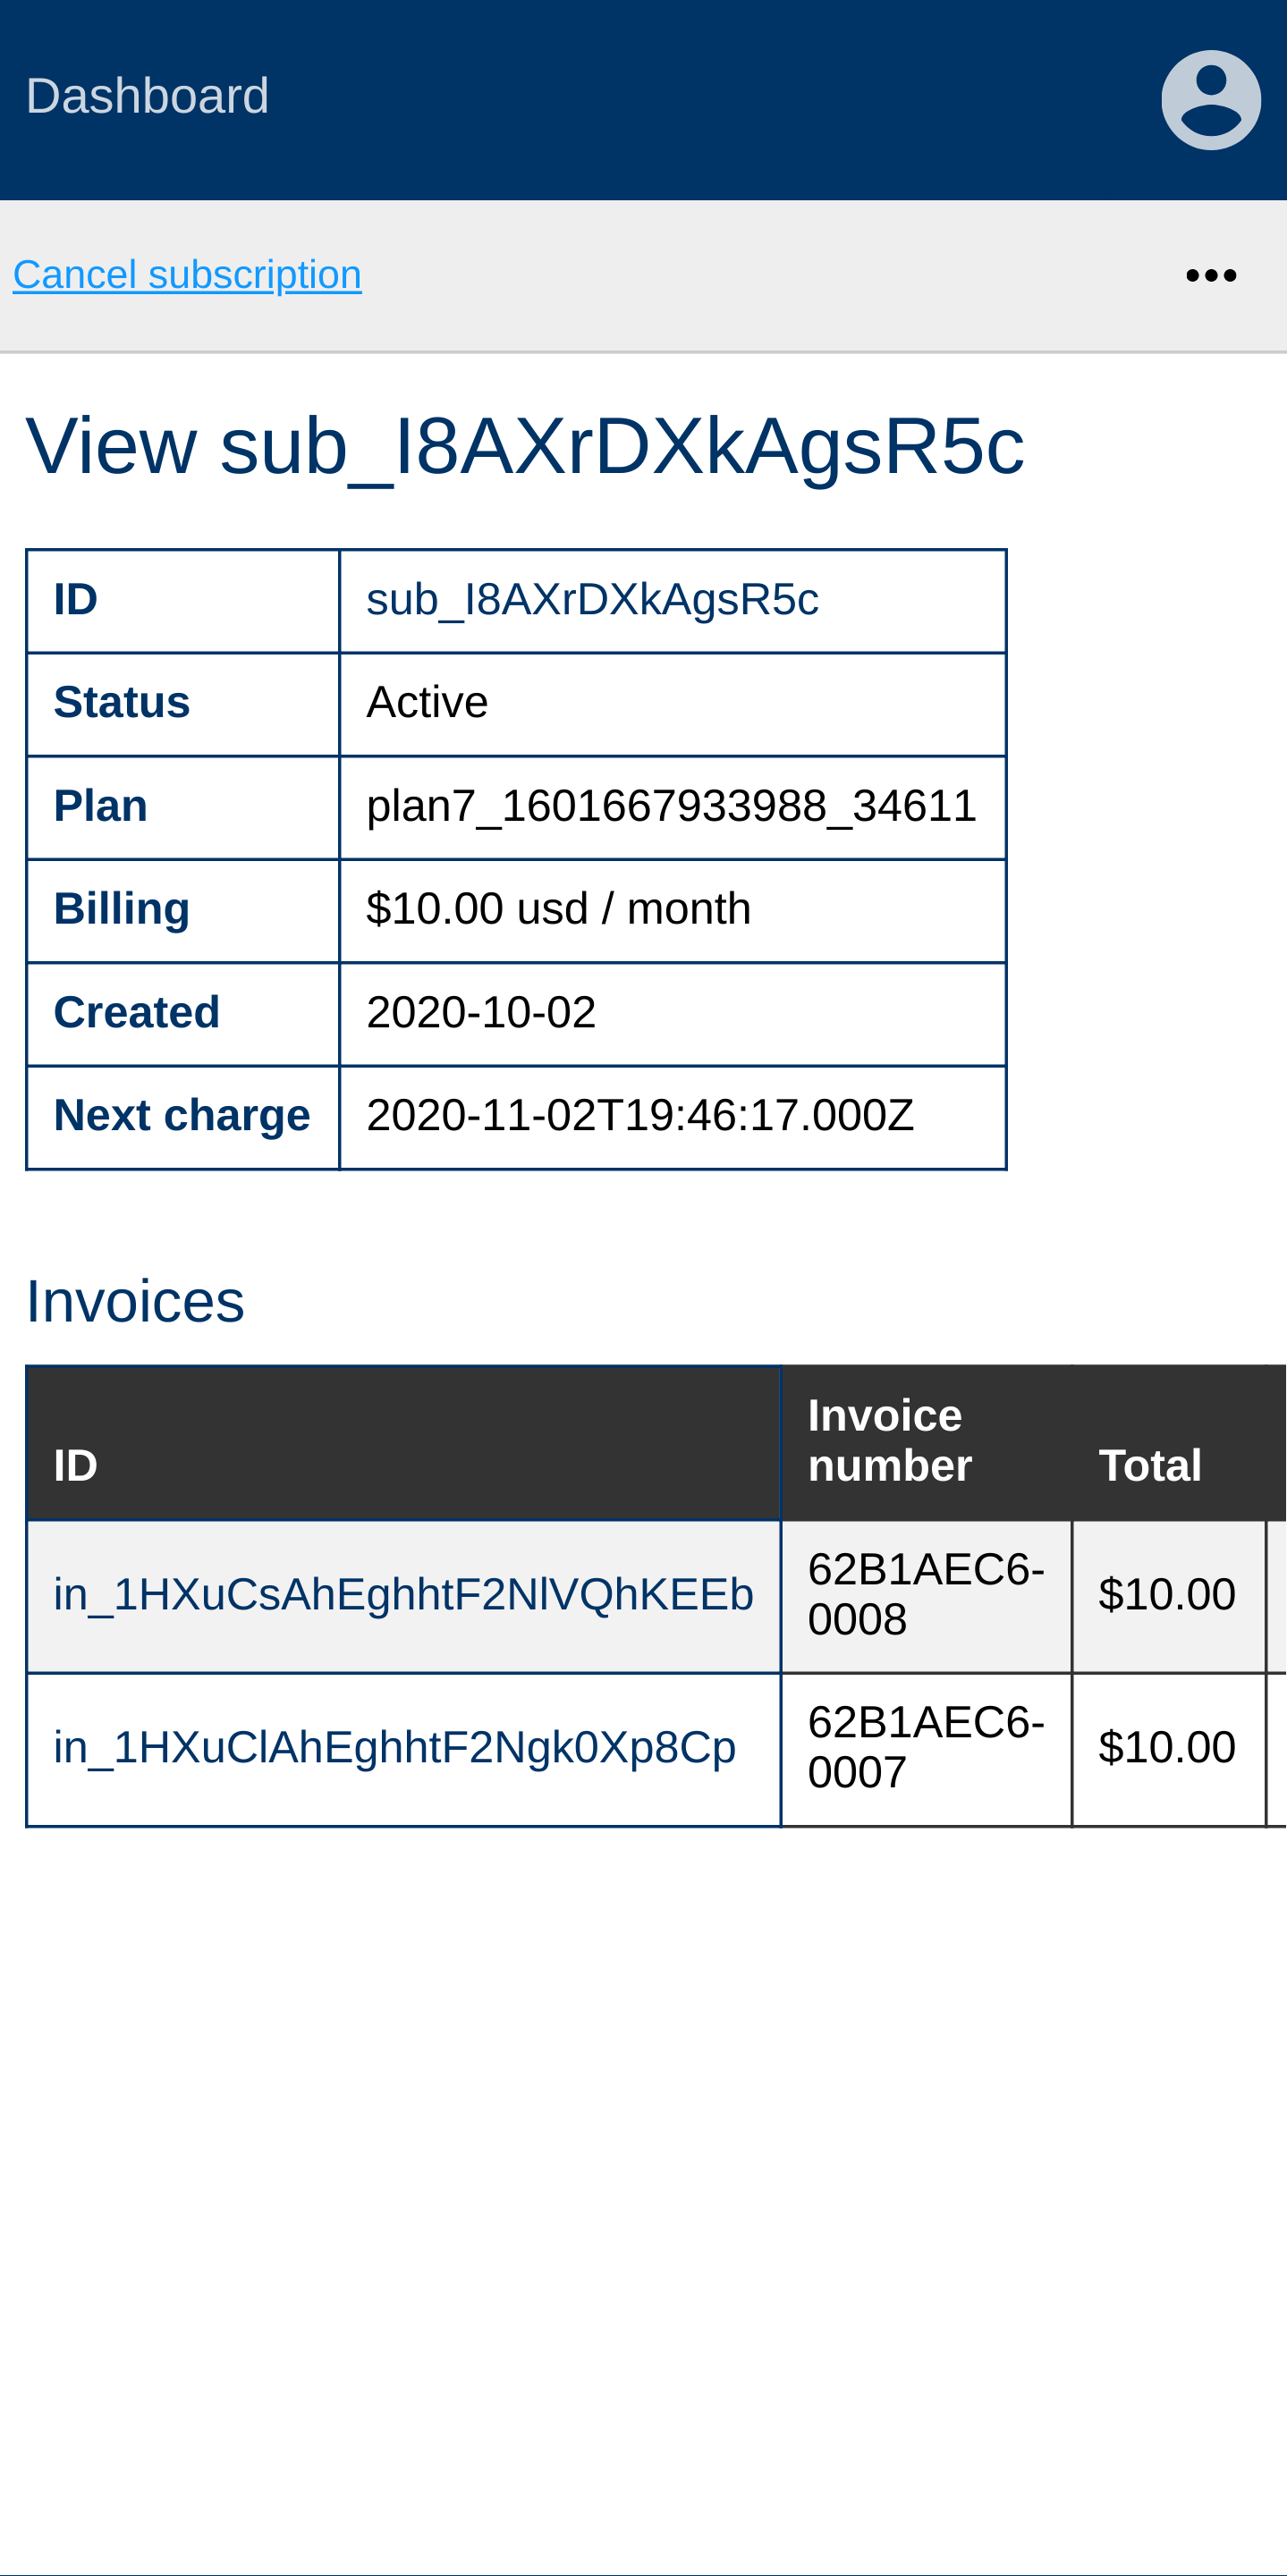 Dashboard
Cancel subscription
•••
View sub_I8AXrDXkAgsR5c
ID sub_I8AXrDXkAgsR5c
Status Active
Plan plan7_1601667933988_34611
Billing $10.00 usd / month
Created 2020-10-02
Next charge 2020-11-02T19:46:17.000Z
Invoices
ID Invoice number Total
in_1HXuCsAhEghhtF2NlVQhKEEb 62B1AEC6-0008 $10.00
in_1HXuClAhEghhtF2Ngk0Xp8Cp 62B1AEC6-0007 $10.00